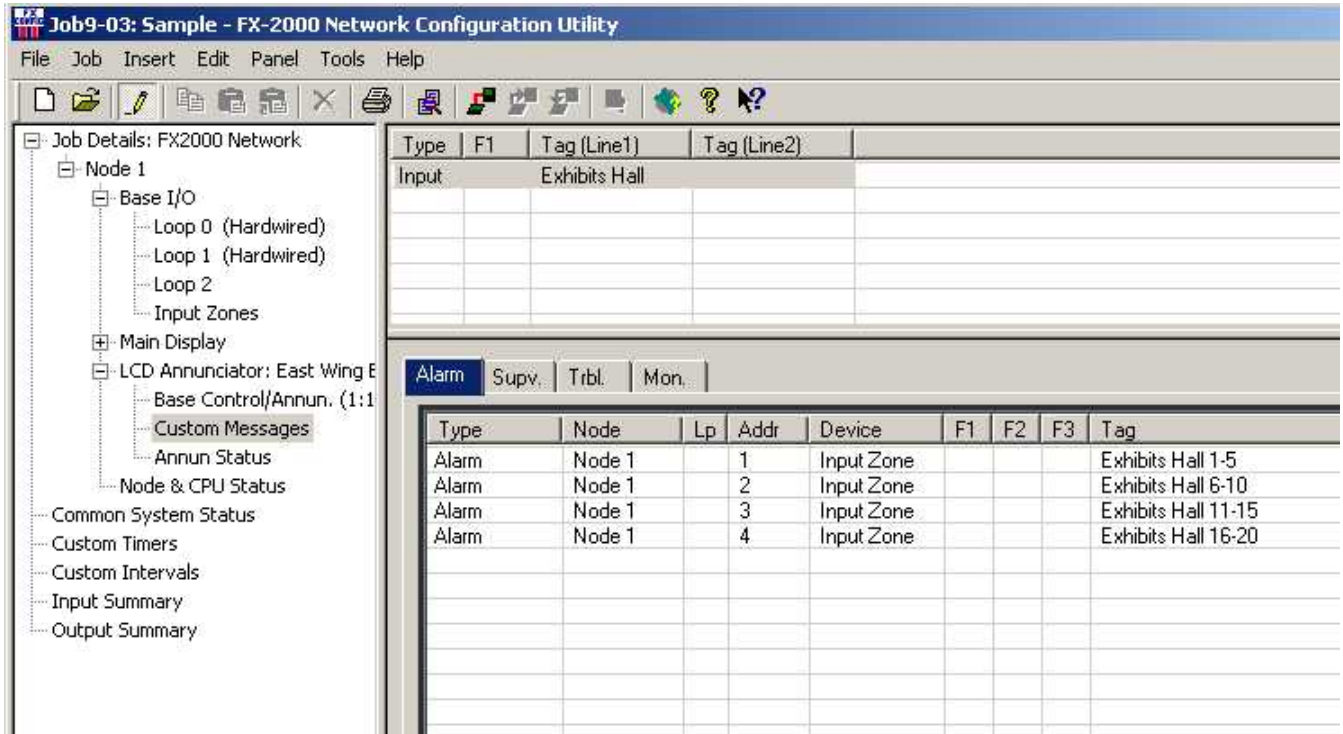 Job9-03: Sample - FX-2000 Network Configuration Utility
File Job Insert Edit Panel Tools Help
Job Details: FX2000 Network
Node 1
Base I/O
Loop 0 (Hardwired)
Loop 1 (Hardwired)
Loop 2
Input Zones
Main Display
LCD Annunciator: East Wing E
Base Control/Annun. (1:1
Custom Messages
Annun Status
Node & CPU Status
Common System Status
Custom Timers
Custom Intervals
Input Summary
Output Summary
Type F1 Tag (Line1) Tag (Line2)
Input Exhibits Hall
Alarm Supv. Trbl. Mon.
Type Node Lp Addr Device F1 F2 F3 Tag
Alarm Node 1 1 Input Zone Exhibits Hall 1-5
Alarm Node 1 2 Input Zone Exhibits Hall 6-10
Alarm Node 1 3 Input Zone Exhibits Hall 11-15
Alarm Node 1 4 Input Zone Exhibits Hall 16-20